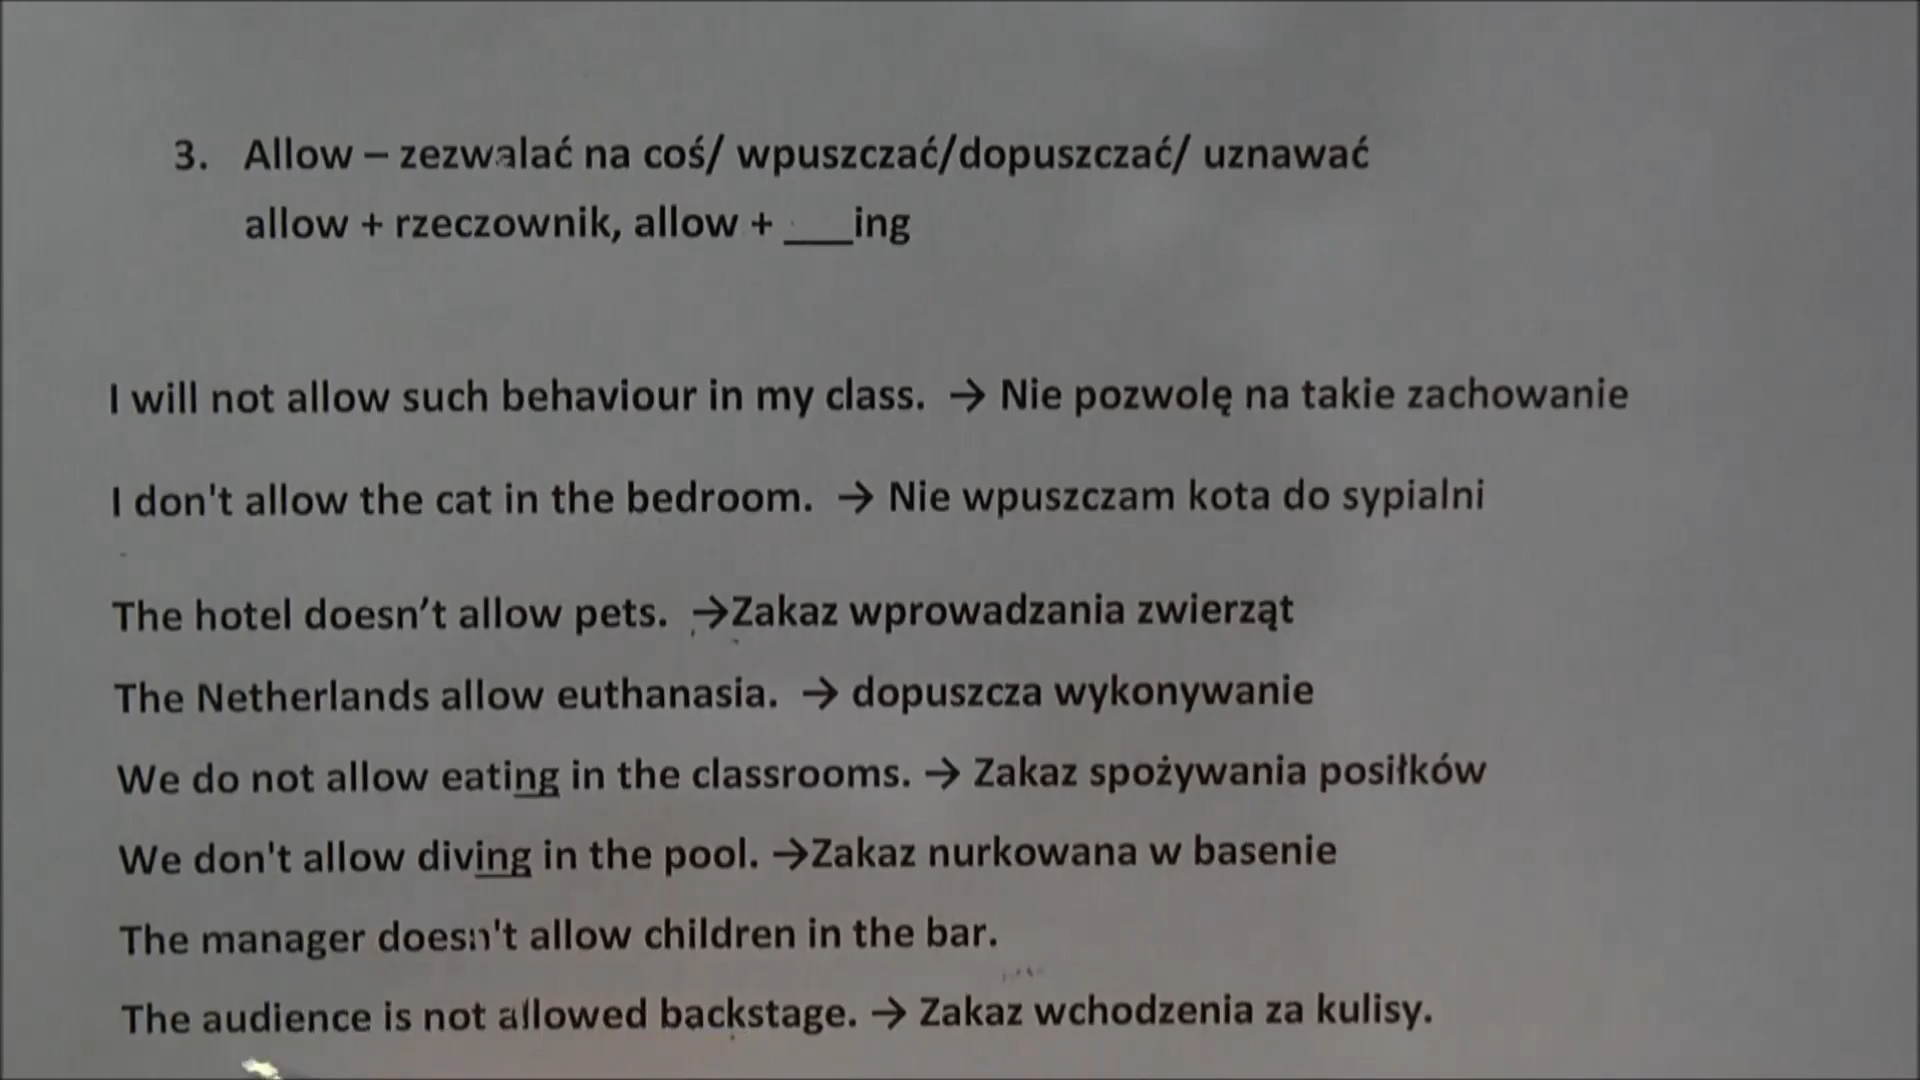 3. Allow – zezwalać na coś/ wpuszczać/dopuszczać/ uznawać
allow + rzeczownik, allow + ___ing
I will not allow such behaviour in my class. → Nie pozwolę na takie zachowanie
I don't allow the cat in the bedroom. → Nie wpuszczam kota do sypialni
The hotel doesn’t allow pets. →Zakaz wprowadzania zwierząt
The Netherlands allow euthanasia. → dopuszcza wykonywanie
We do not allow eating in the classrooms. → Zakaz spożywania posiłków
We don't allow diving in the pool. →Zakaz nurkowana w basenie
The manager doesn't allow children in the bar.
The audience is not allowed backstage. → Zakaz wchodzenia za kulisy.